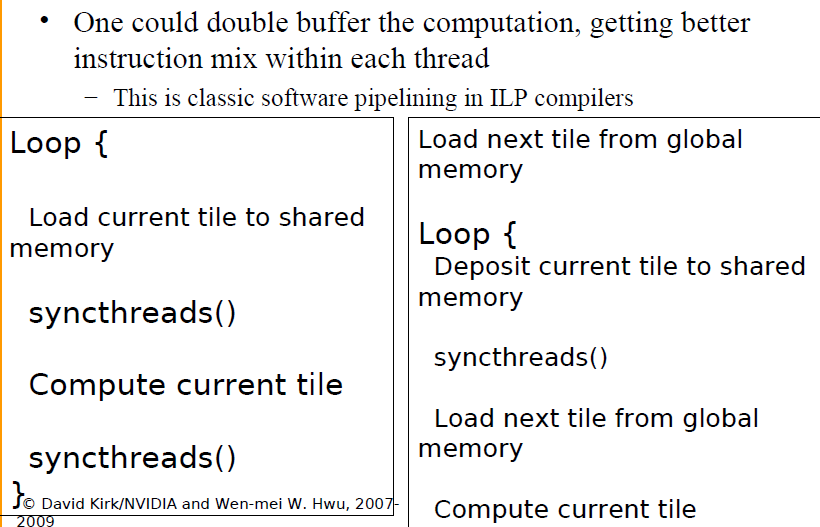 • One could double buffer the computation, getting better
instruction mix within each thread
– This is classic software pipelining in ILP compilers
Loop {
Load current tile to shared
memory
syncthreads()
Compute current tile
syncthreads()
}
© David Kirk/NVIDIA and Wen-mei W. Hwu, 2007-
2009
Load next tile from global
memory
Loop {
Deposit current tile to shared
memory
syncthreads()
Load next tile from global
memory
Compute current tile